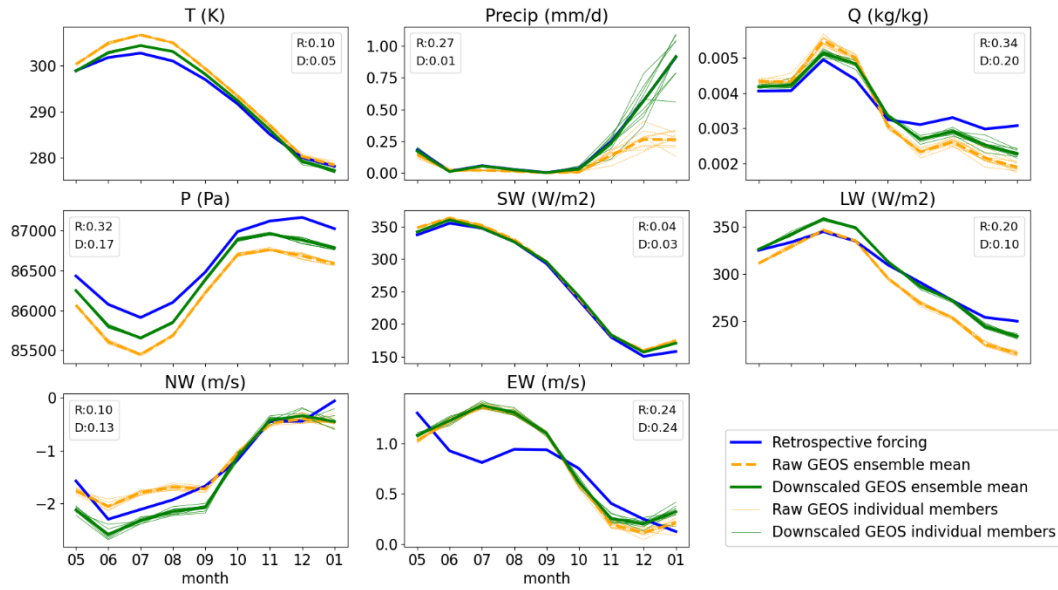 T (K)
300
290
280
R:0.10
D:0.05
Precip (mm/d)
1.00
0.75
0.50
0.25
0.00
R:0.27
D:0.01
Q (kg/kg)
0.005
0.004
0.003
0.002
R:0.34
D:0.20
P (Pa)
87000
86500
86000
85500
R:0.32
D:0.17
SW (W/m2)
350
300
250
200
150
R:0.04
D:0.03
LW (W/m2)
350
300
250
R:0.20
D:0.10
NW (m/s)
0
−1
−2
R:0.10
D:0.13
05 06 07 08 09 10 11 12 01
month
EW (m/s)
1.0
0.5
0.0
R:0.24
D:0.24
05 06 07 08 09 10 11 12 01
month
Retrospective forcing
Raw GEOS ensemble mean
Downscaled GEOS ensemble mean
Raw GEOS individual members
Downscaled GEOS individual members